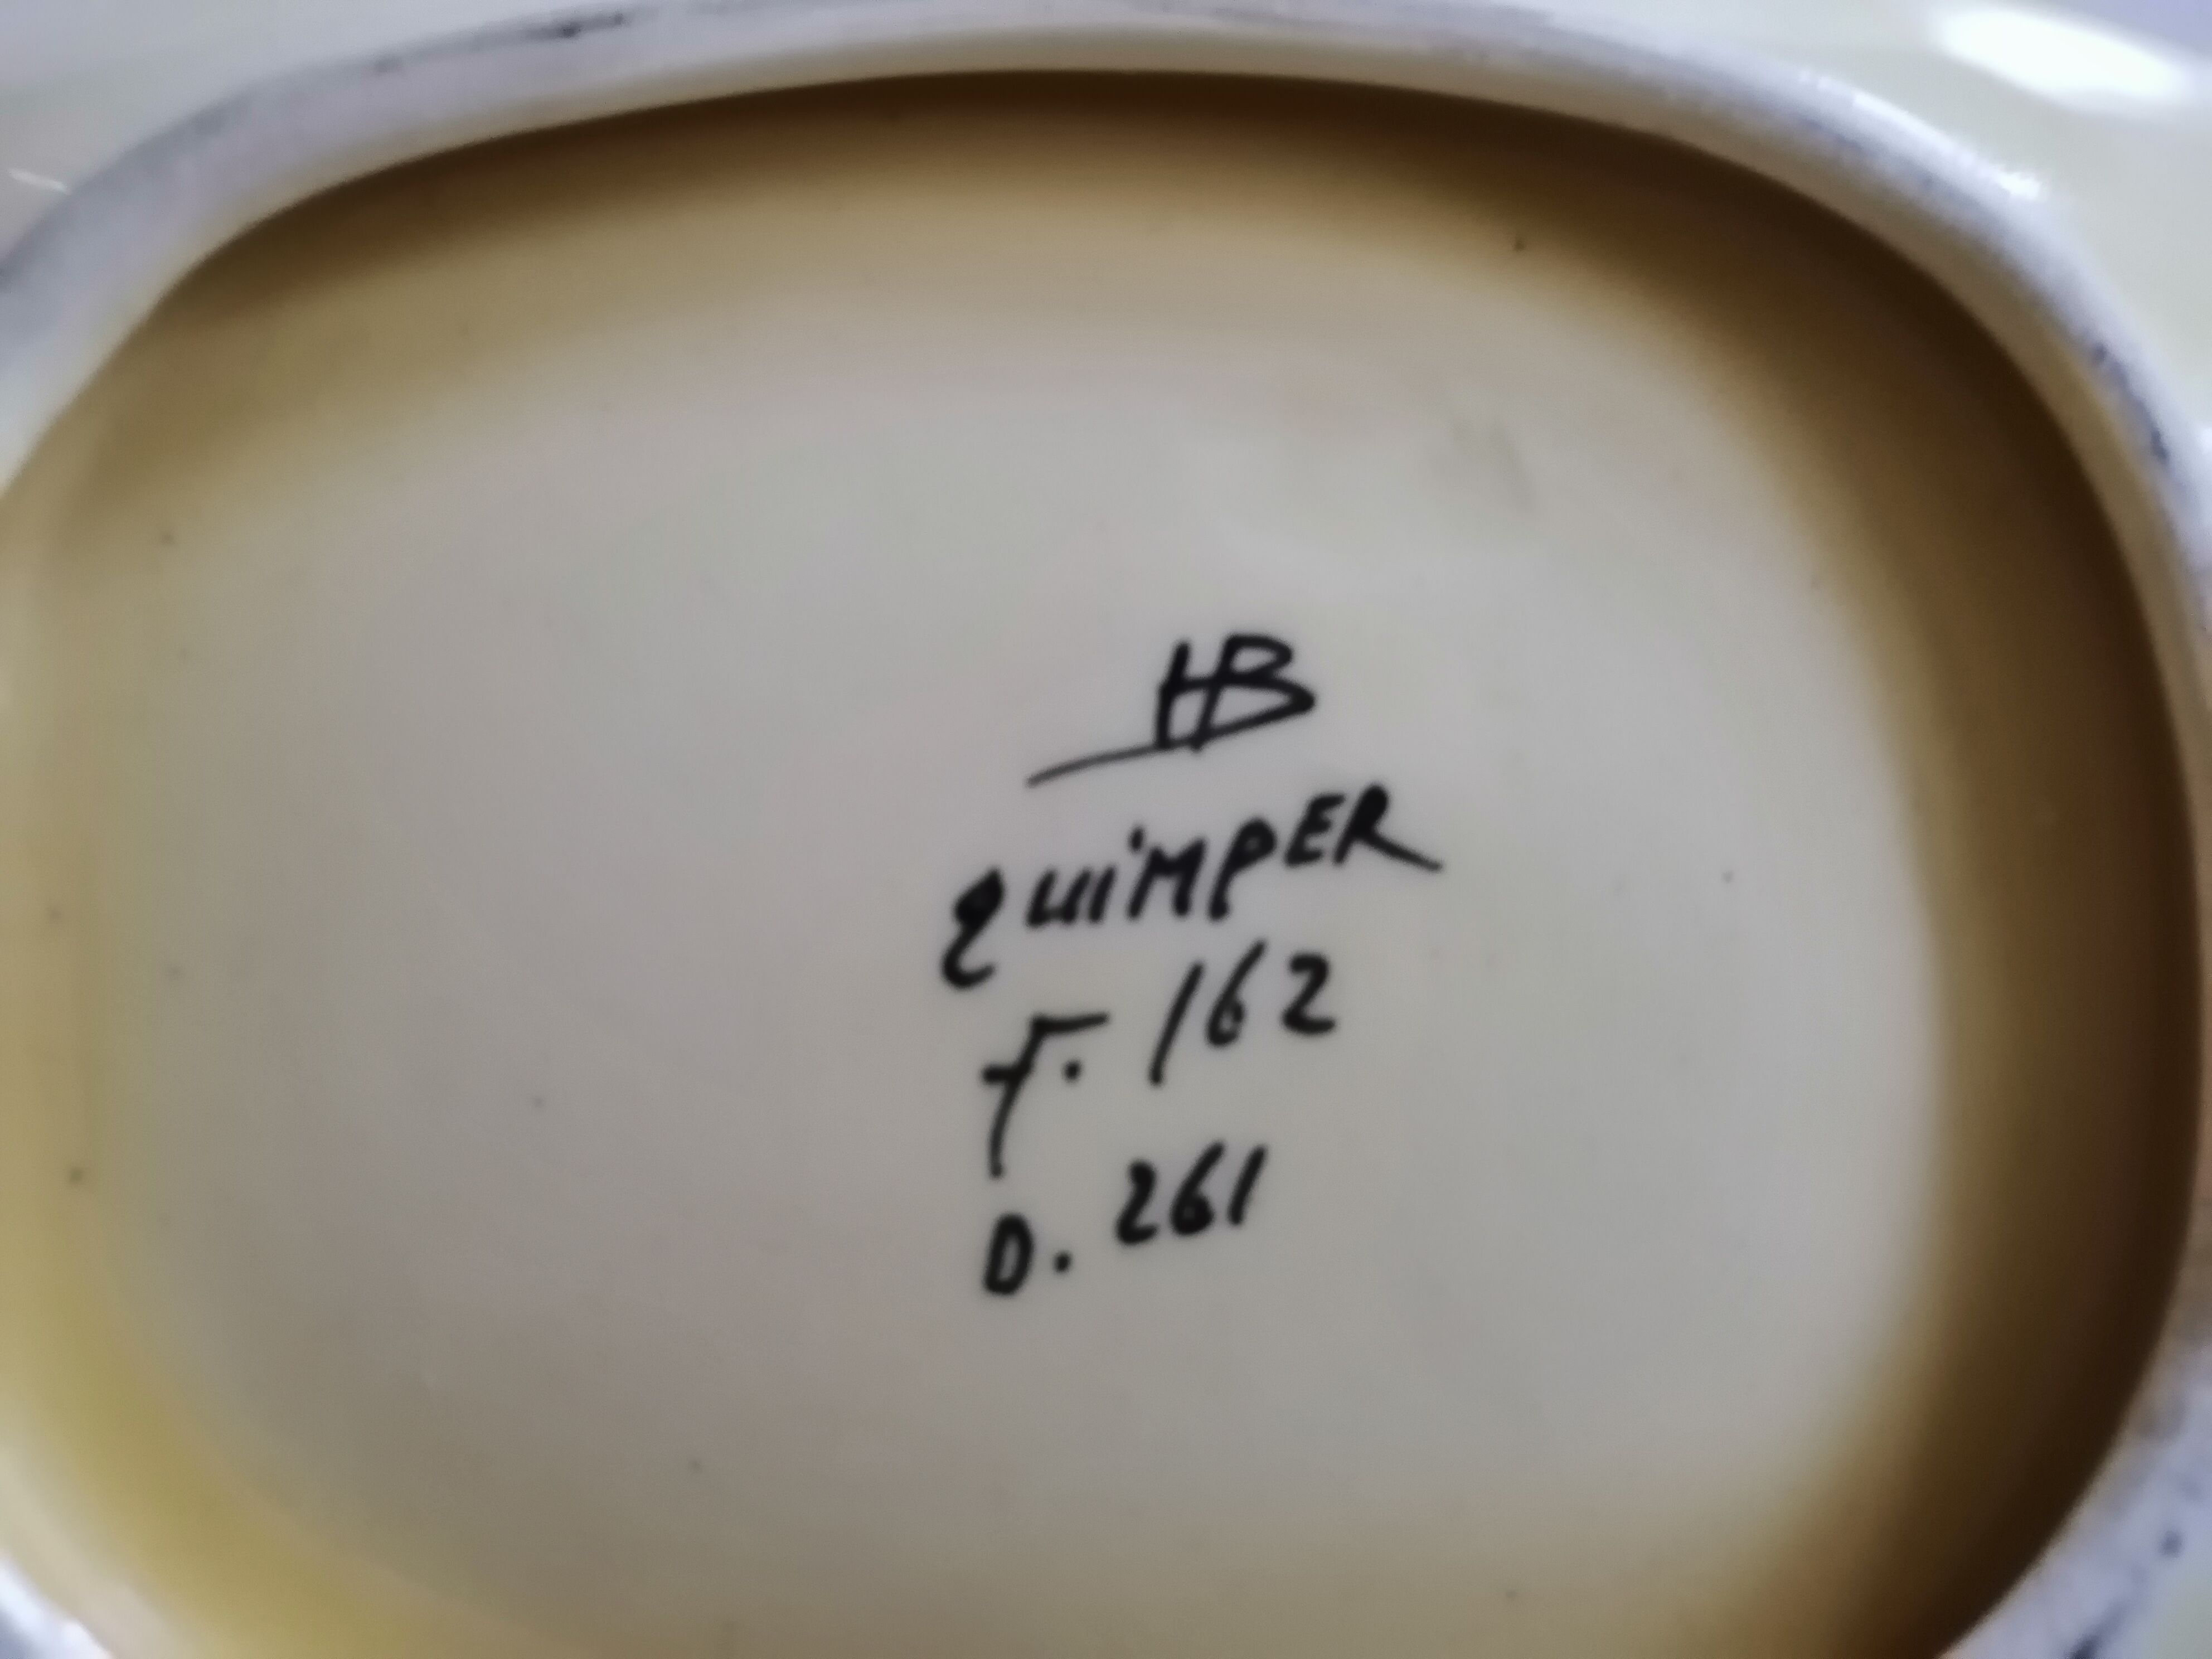 HB
QUiMPER
f. 162
D. 261